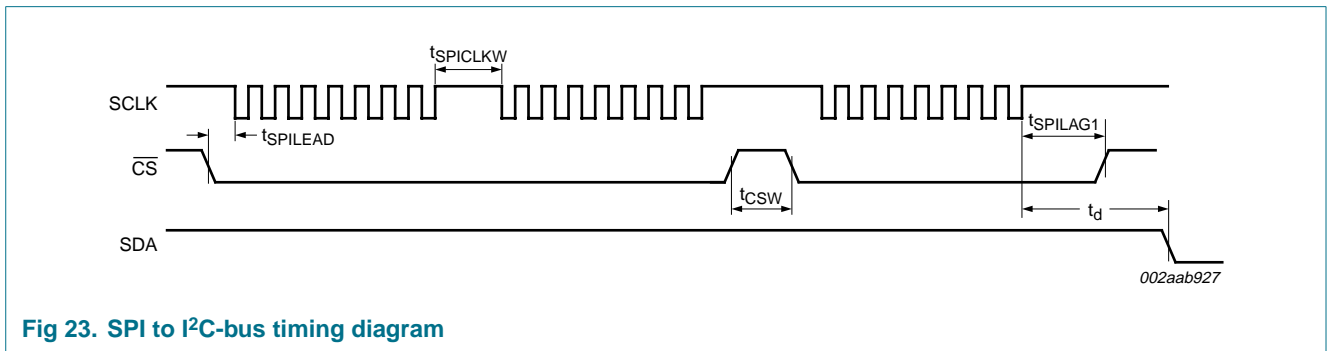 tSPICLKW
SCLK
tSPILEAD
tSPILAG1
CS
tCSW
td
SDA
002aab927
Fig 23. SPI to I2C-bus timing diagram